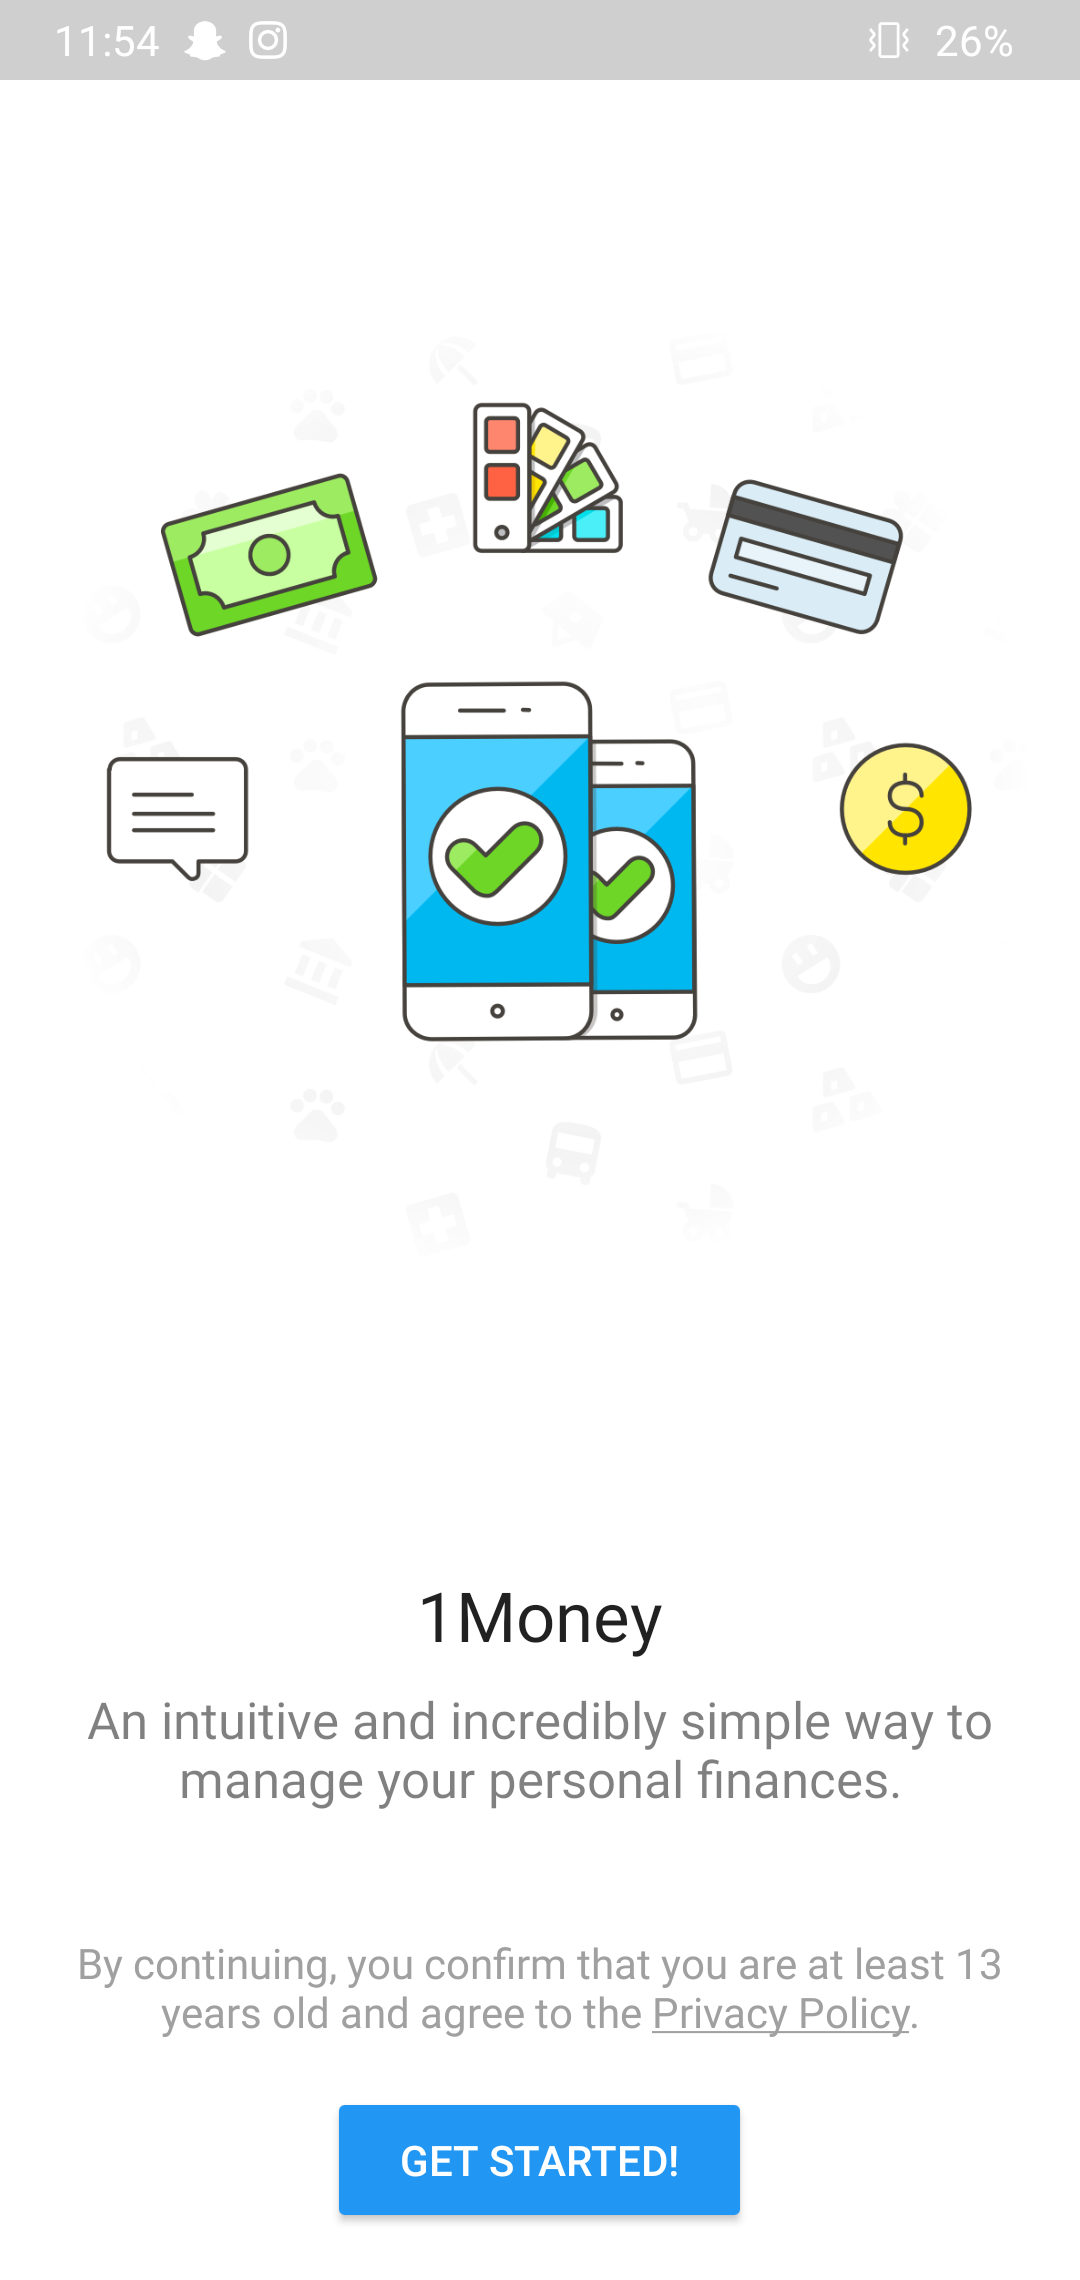 11:54 26%
$
1Money
An intuitive and incredibly simple way to
manage your personal finances.
By continuing, you confirm that you are at least 13
years old and agree to the Privacy Policy.
GET STARTED!